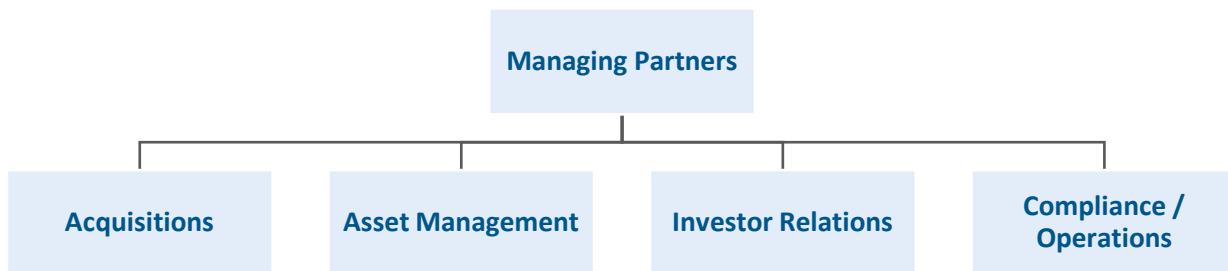 Managing Partners
Acquisitions
Asset Management
Investor Relations
Compliance /
Operations